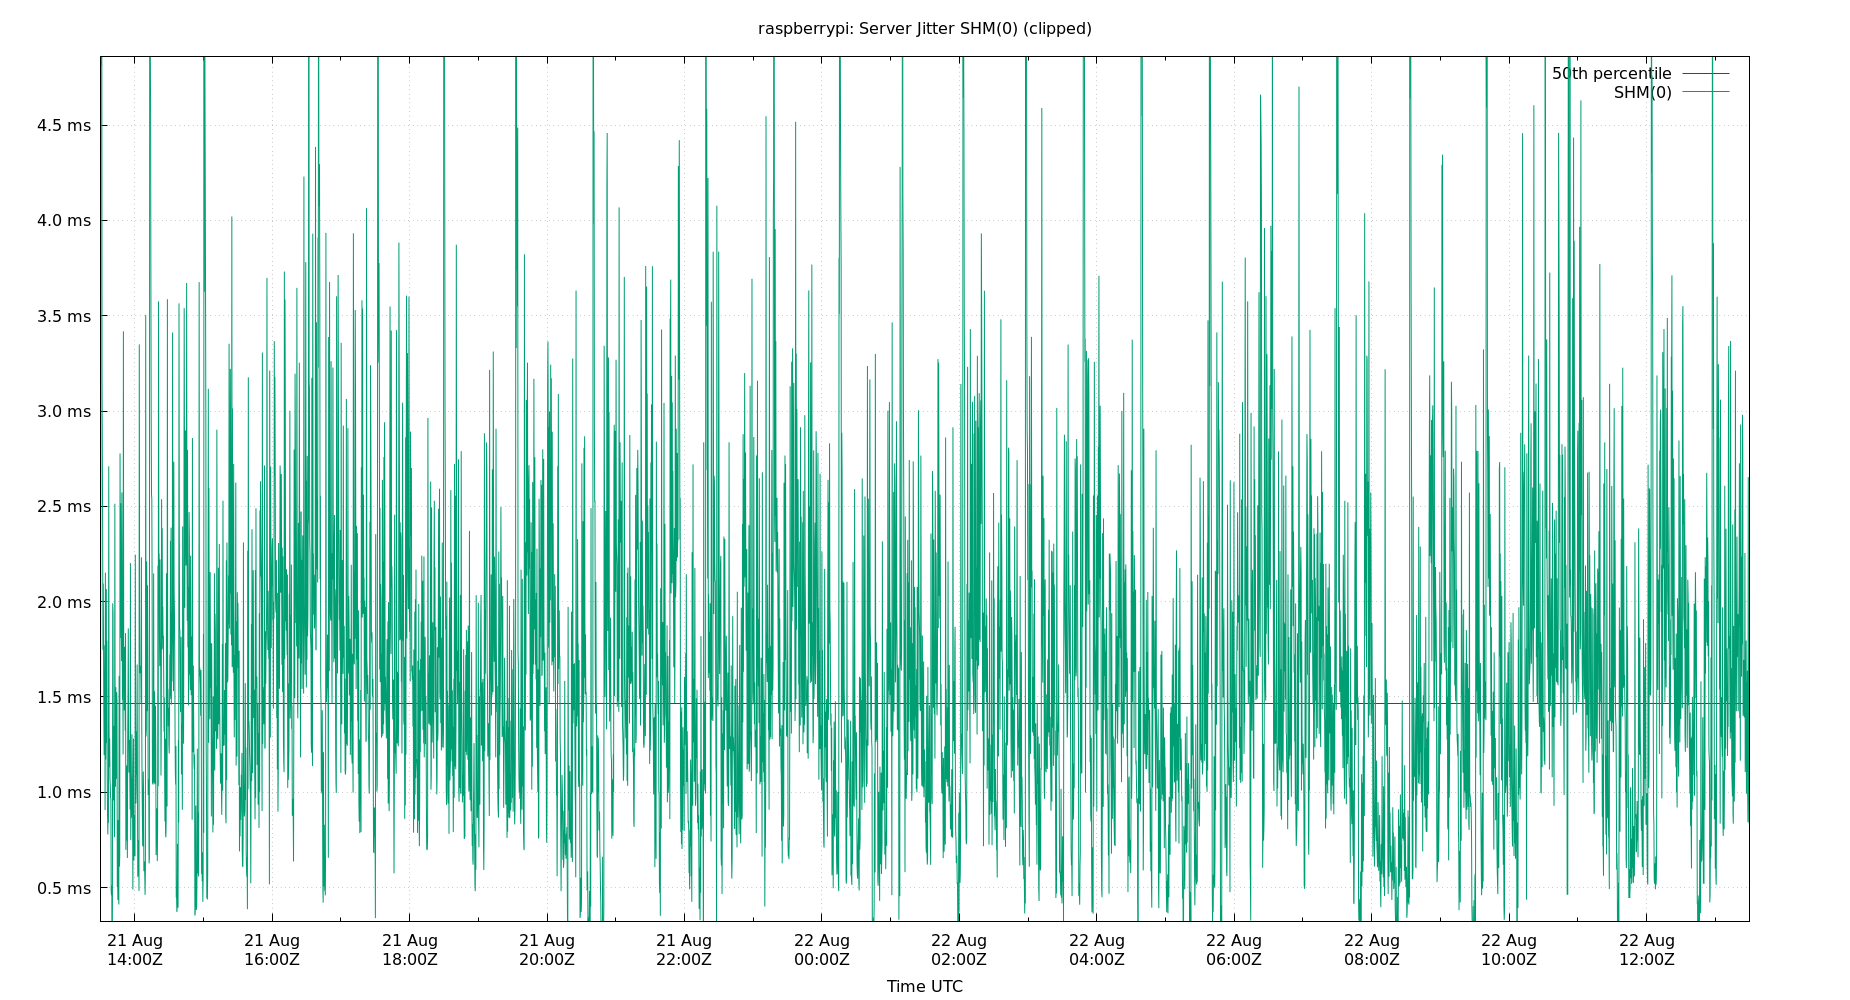 raspberrypi: Server Jitter SHM(0) (clipped)
50th percentile
SHM(0)
4.5 ms
4.0 ms
3.5 ms
3.0 ms
2.5 ms
2.0 ms
1.5 ms
1.0 ms
0.5 ms
21 Aug 21 Aug 21 Aug 21 Aug 21 Aug 22 Aug 22 Aug 22 Aug 22 Aug 22 Aug 22 Aug 22 Aug
14:00Z 16:00Z 18:00Z 20:00Z 22:00Z 00:00Z 02:00Z 04:00Z 06:00Z 08:00Z 10:00Z 12:00Z
Time UTC